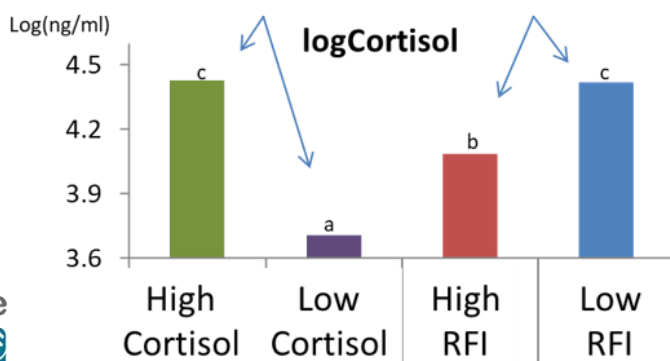 Log(ng/ml)
logCortisol
4.5
4.2
3.9
3.6
c
a
b
c
High
Cortisol
Low
Cortisol
High
RFI
Low
RFI
e